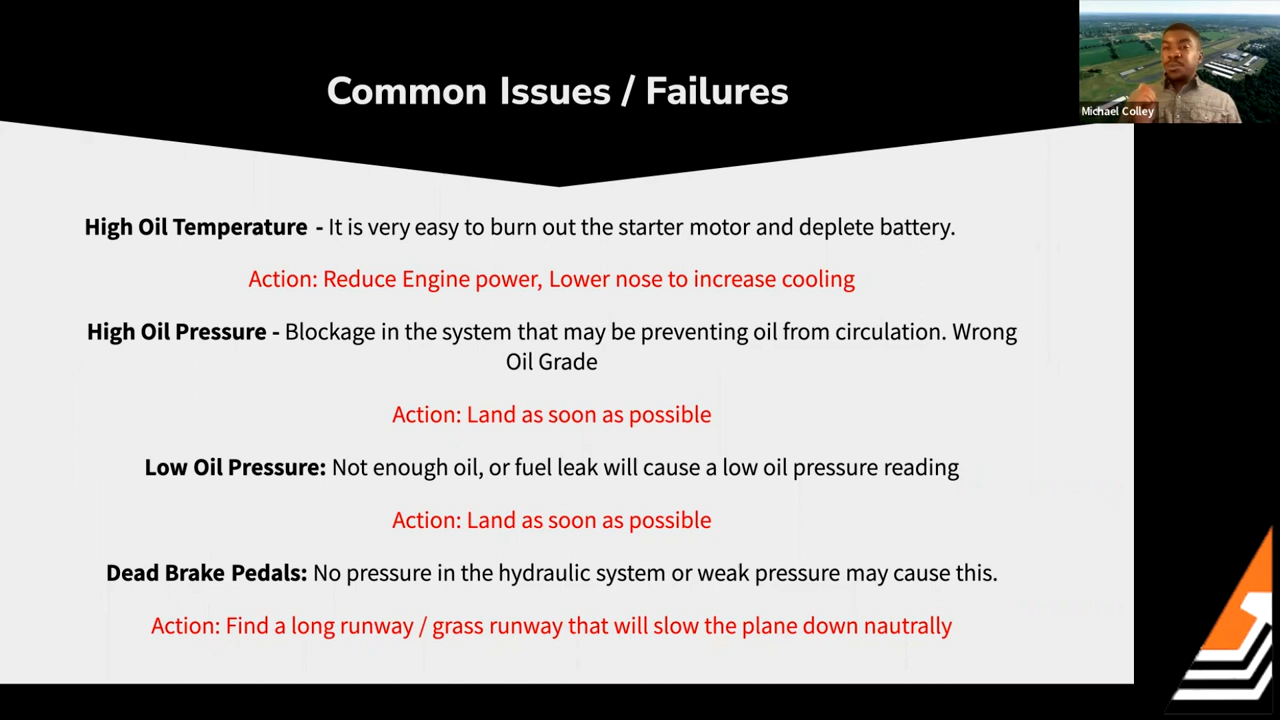 Common Issues / Failures
Michael Colley
High Oil Temperature - It is very easy to burn out the starter motor and deplete battery.
Action: Reduce Engine power, Lower nose to increase cooling
High Oil Pressure - Blockage in the system that may be preventing oil from circulation. Wrong
Oil Grade
Action: Land as soon as possible
Low Oil Pressure: Not enough oil, or fuel leak will cause a low oil pressure reading
Action: Land as soon as possible
Dead Brake Pedals: No pressure in the hydraulic system or weak pressure may cause this.
Action: Find a long runway / grass runway that will slow the plane down nautrally